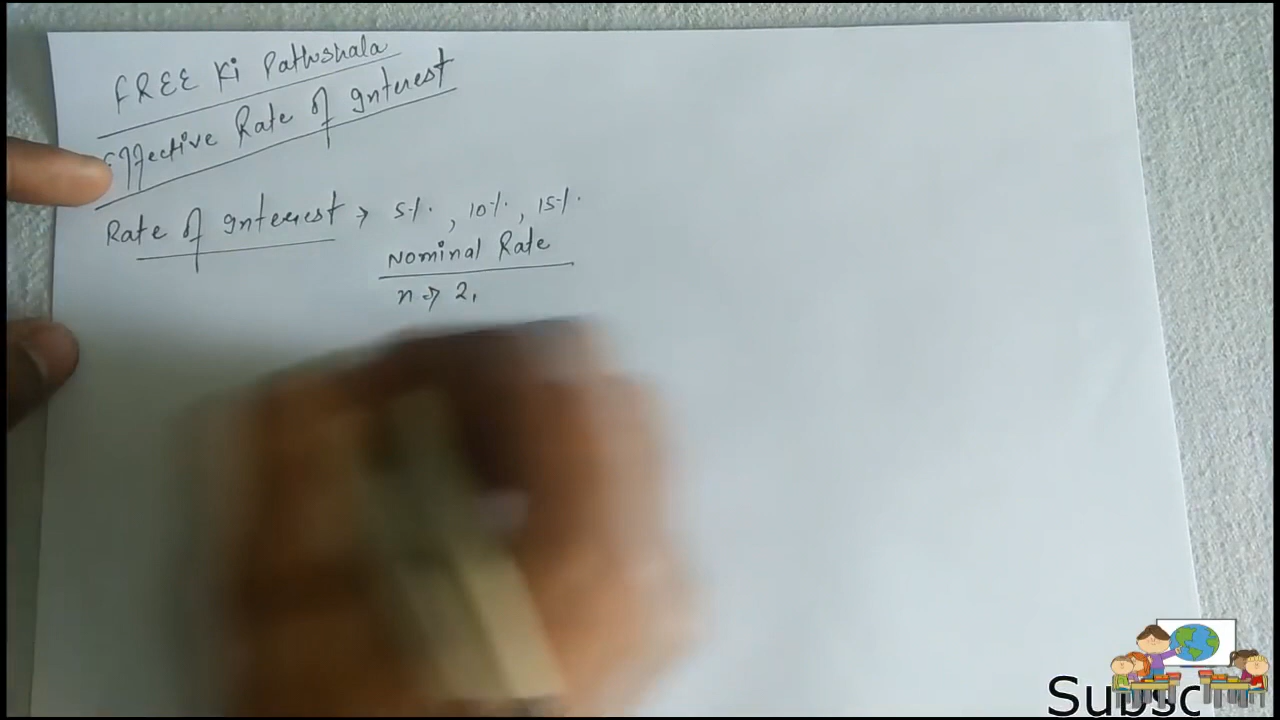 FREE Ki Pathshala
Effective Rate of Interest
Rate of Interest → 5%, 10%, 15%.
Nominal Rate
n ⇒ 2,
Subsc